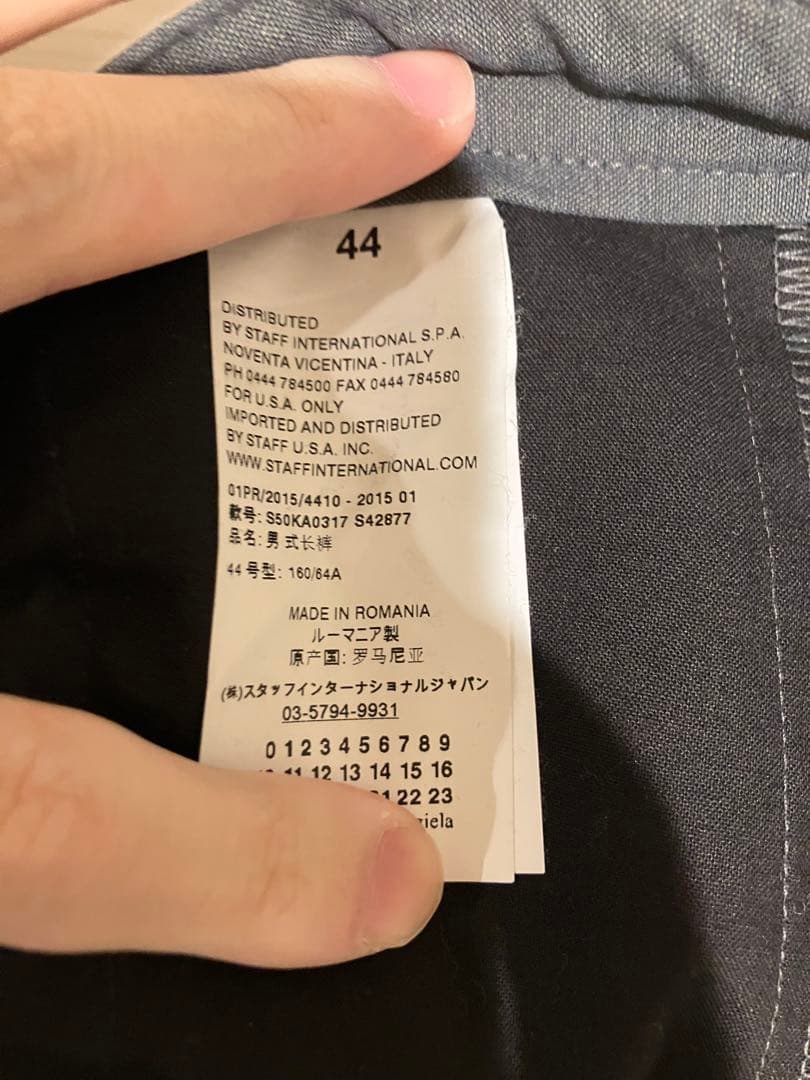 44
DISTRIBUTED
BY STAFF INTERNATIONAL S.P.A.
NOVENTA VICENTINA - ITALY
PH 0444 784500 FAX 0444 784580
FOR U.S.A. ONLY
IMPORTED AND DISTRIBUTED
BY STAFF U.S.A. INC.
WWW.STAFFINTERNATIONAL.COM
01PR/2015/4410 - 2015 01
款号: S50KA0317 S42877
品名: 男式长裤
44 号型: 160/64A
MADE IN ROMANIA
ルーマニア製
原产国: 罗马尼亚
(株)スタッフインターナショナルジャパン
03-5794-9931
0 1 2 3 4 5 6 7 8 9
11 12 13 14 15 16
22 23